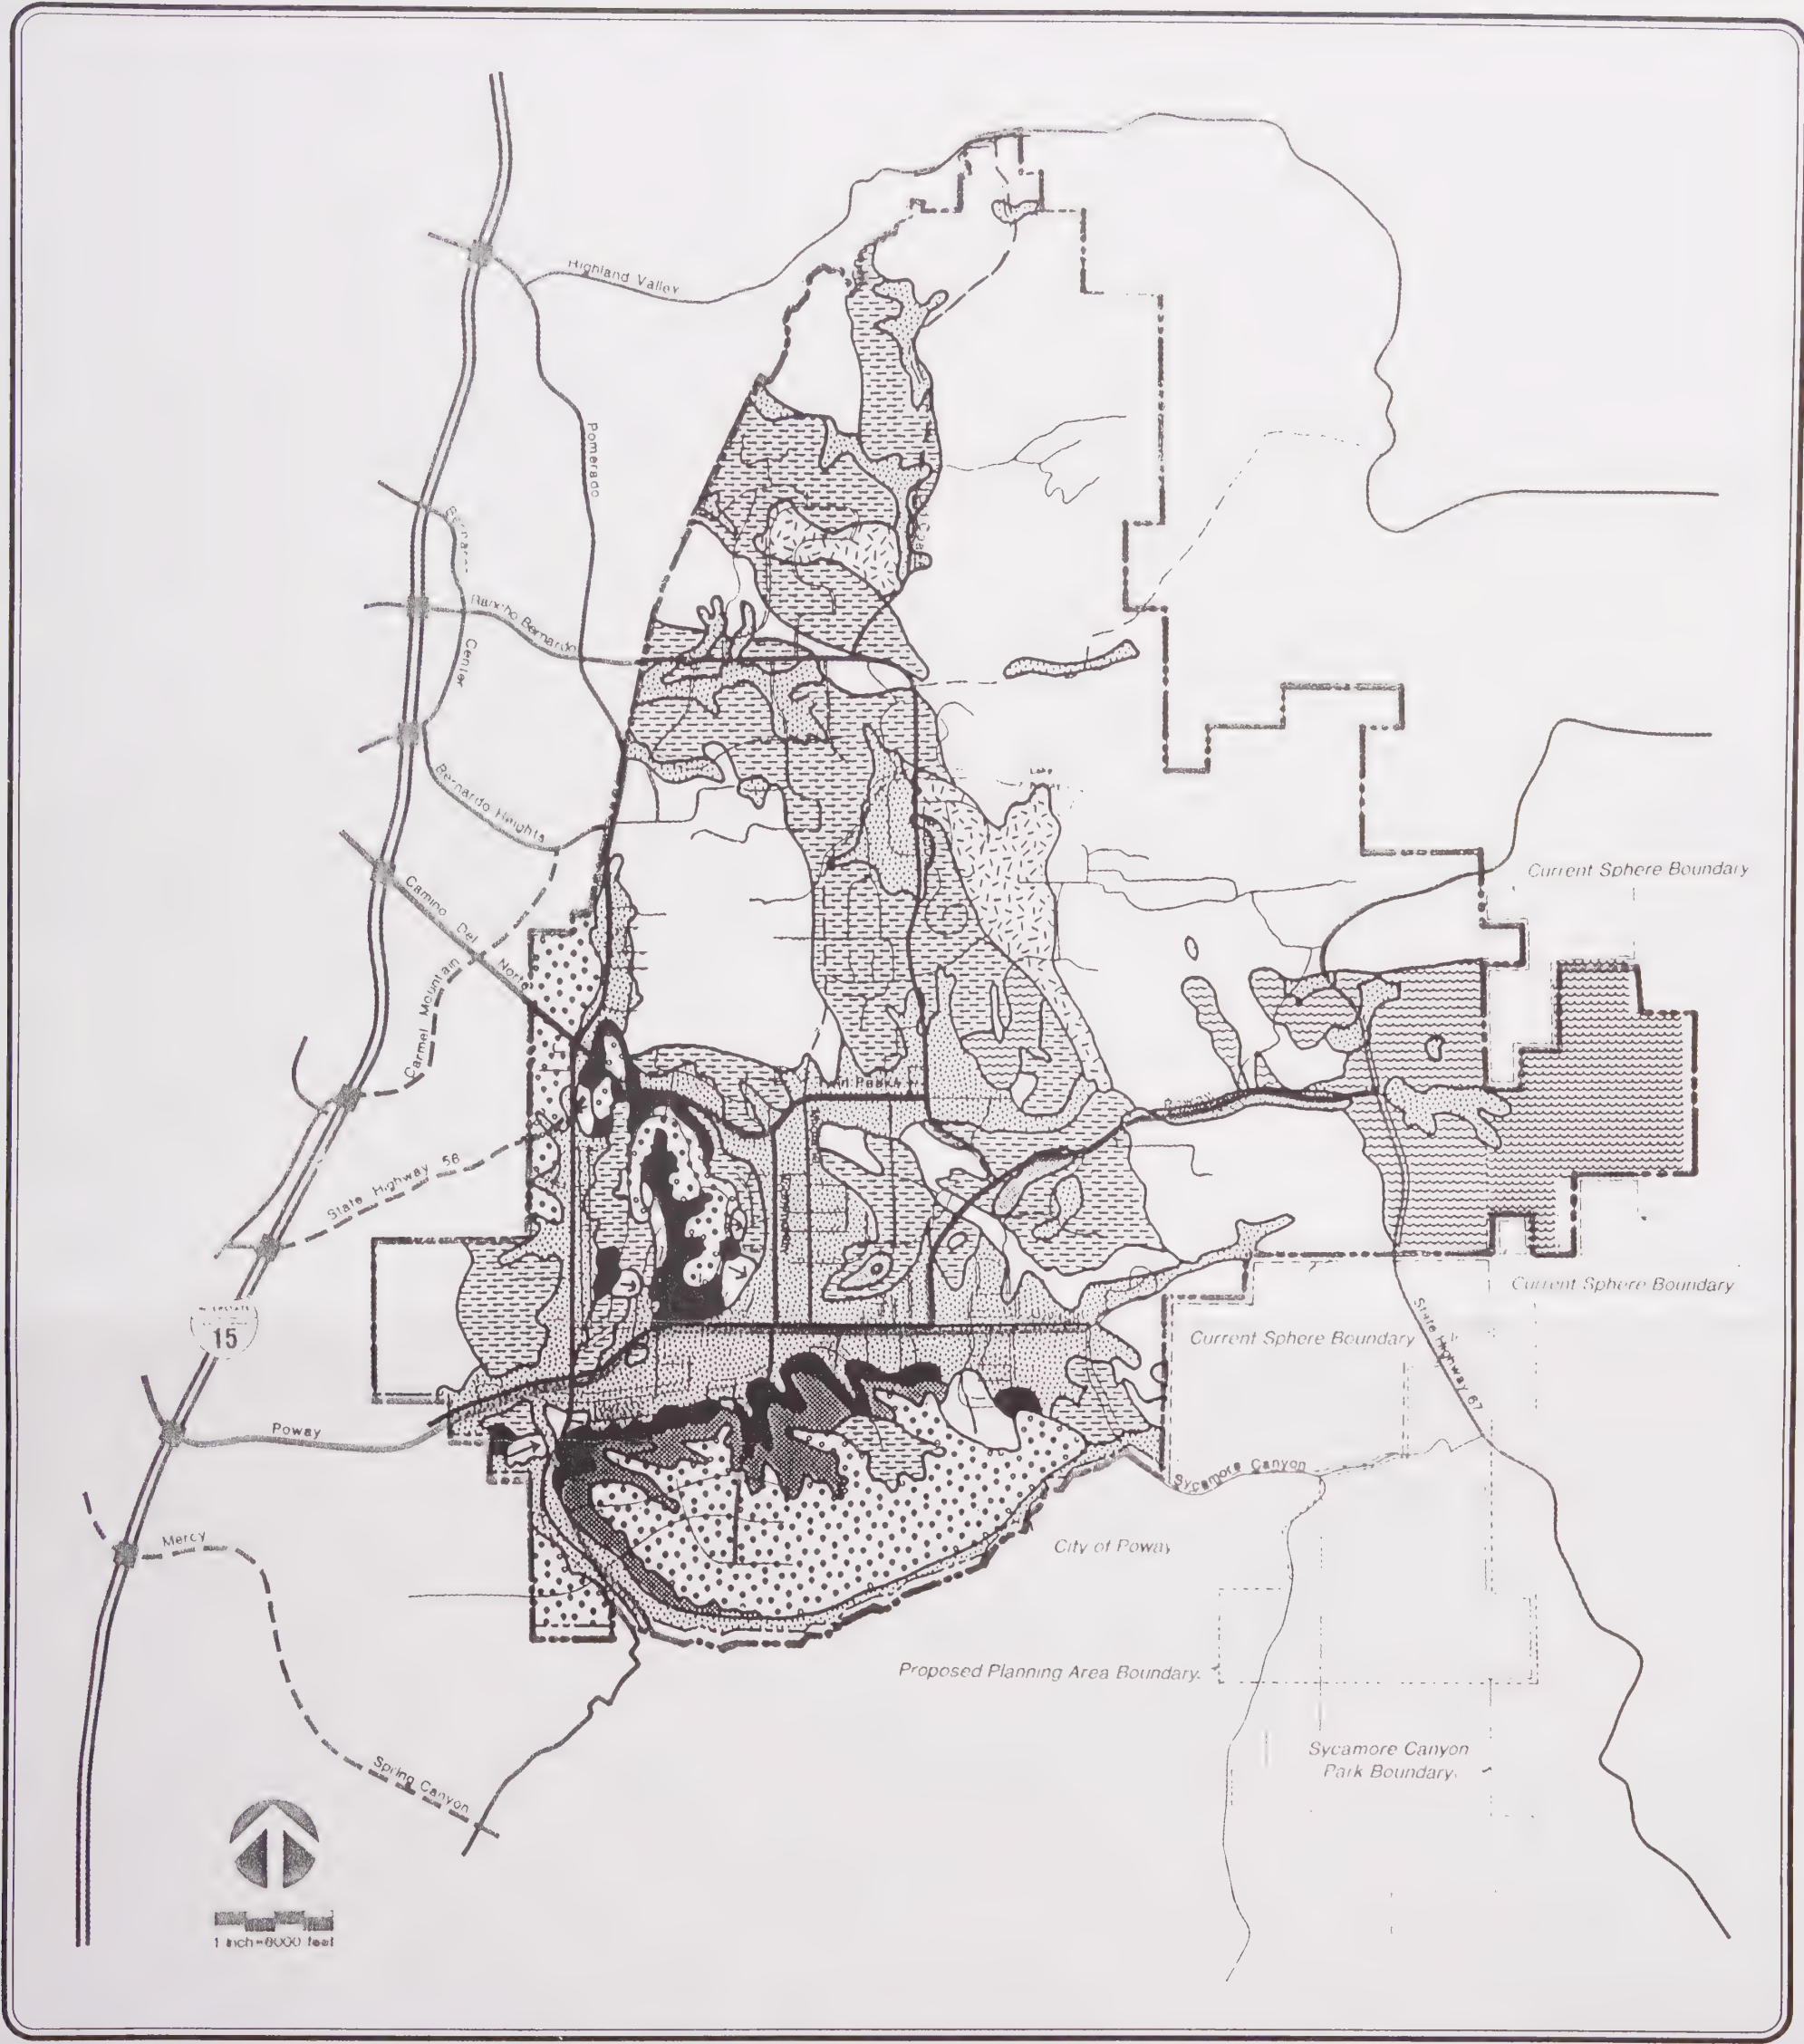 Highland Valley
Pomerado
Rancho Bernardo
Center
Lake
Bernardo Heights
Current Sphere Boundary
Camino Del Norte
Carmel Mountain
State Highway 56
Current Sphere Boundary
15
Current Sphere Boundary
State Highway 67
Poway
Sycamore Canyon
Mercy
City of Poway
Proposed Planning Area Boundary
Sycamore Canyon
Park Boundary
Spring Canyon
1 inch=8000 feet